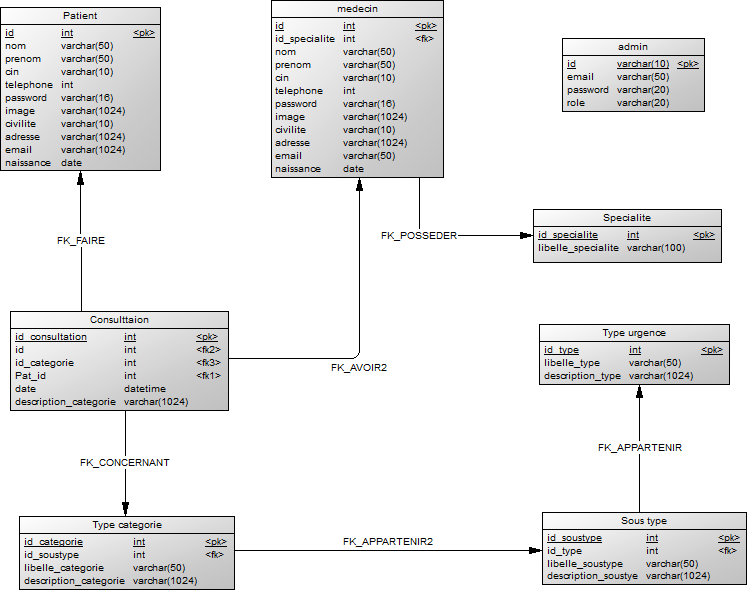 Patient
id int <pk>
nom varchar(50)
prenom varchar(50)
cin varchar(10)
telephone int
password varchar(16)
image varchar(1024)
civilite varchar(10)
adresse varchar(1024)
email varchar(1024)
naissance date
medecin
id int <pk>
id_specialite int <fk>
nom varchar(50)
prenom varchar(50)
cin varchar(10)
telephone int
password varchar(16)
image varchar(1024)
civilite varchar(10)
adresse varchar(1024)
email varchar(50)
naissance date
admin
id varchar(10) <pk>
email varchar(50)
password varchar(20)
role varchar(20)
FK_FAIRE
FK_POSSEDER
Specialite
id_specialite int <pk>
libelle_specialite varchar(100)
Consulttaion
id_consultation int <pk>
id int <fk2>
id_categorie int <fk3>
Pat_id int <fk1>
date datetime
description_categorie varchar(1024)
FK_AVOIR2
Type urgence
id_type int <pk>
libelle_type varchar(50)
description_type varchar(1024)
FK_CONCERNANT
FK_APPARTENIR
Type categorie
id_categorie int <pk>
id_soustype int <fk>
libelle_categorie varchar(50)
description_categorie varchar(1024)
FK_APPARTENIR2
Sous type
id_soustype int <pk>
id_type int <fk>
libelle_soustype varchar(50)
description_soustye varchar(1024)